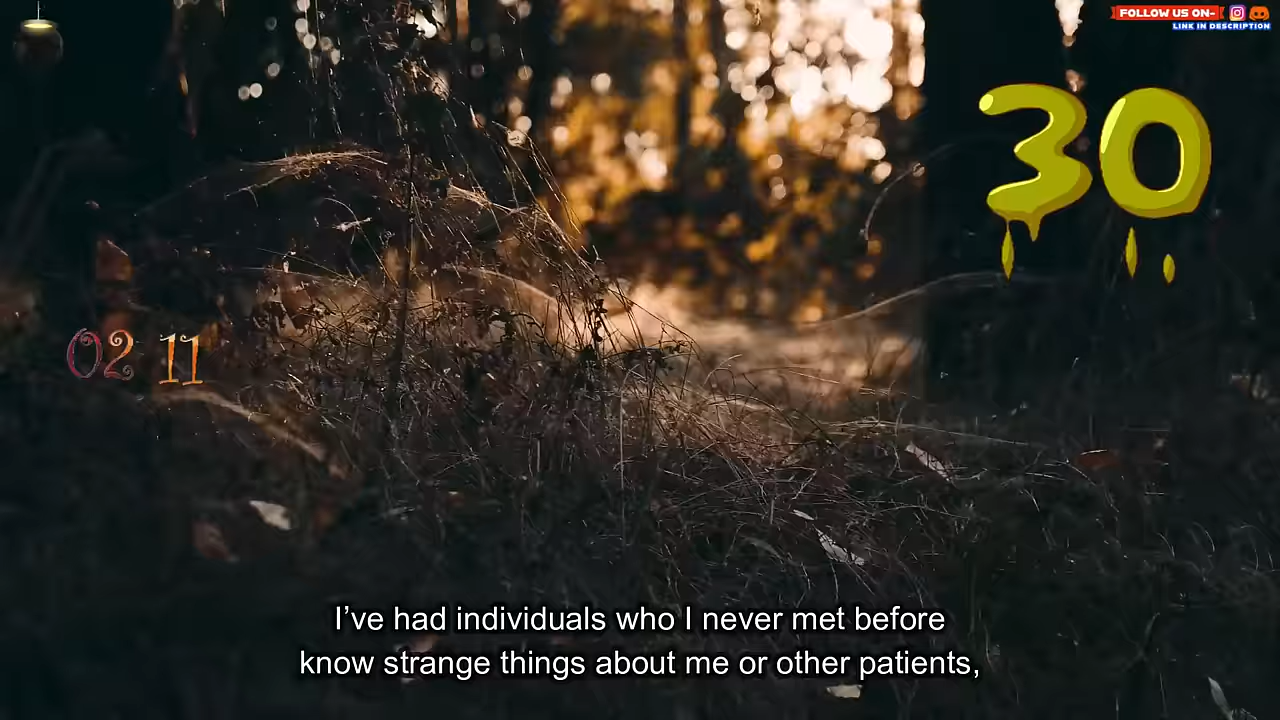 FOLLOW US ON-
LINK IN DESCRIPTION
30
02 11
I’ve had individuals who I never met before
know strange things about me or other patients,